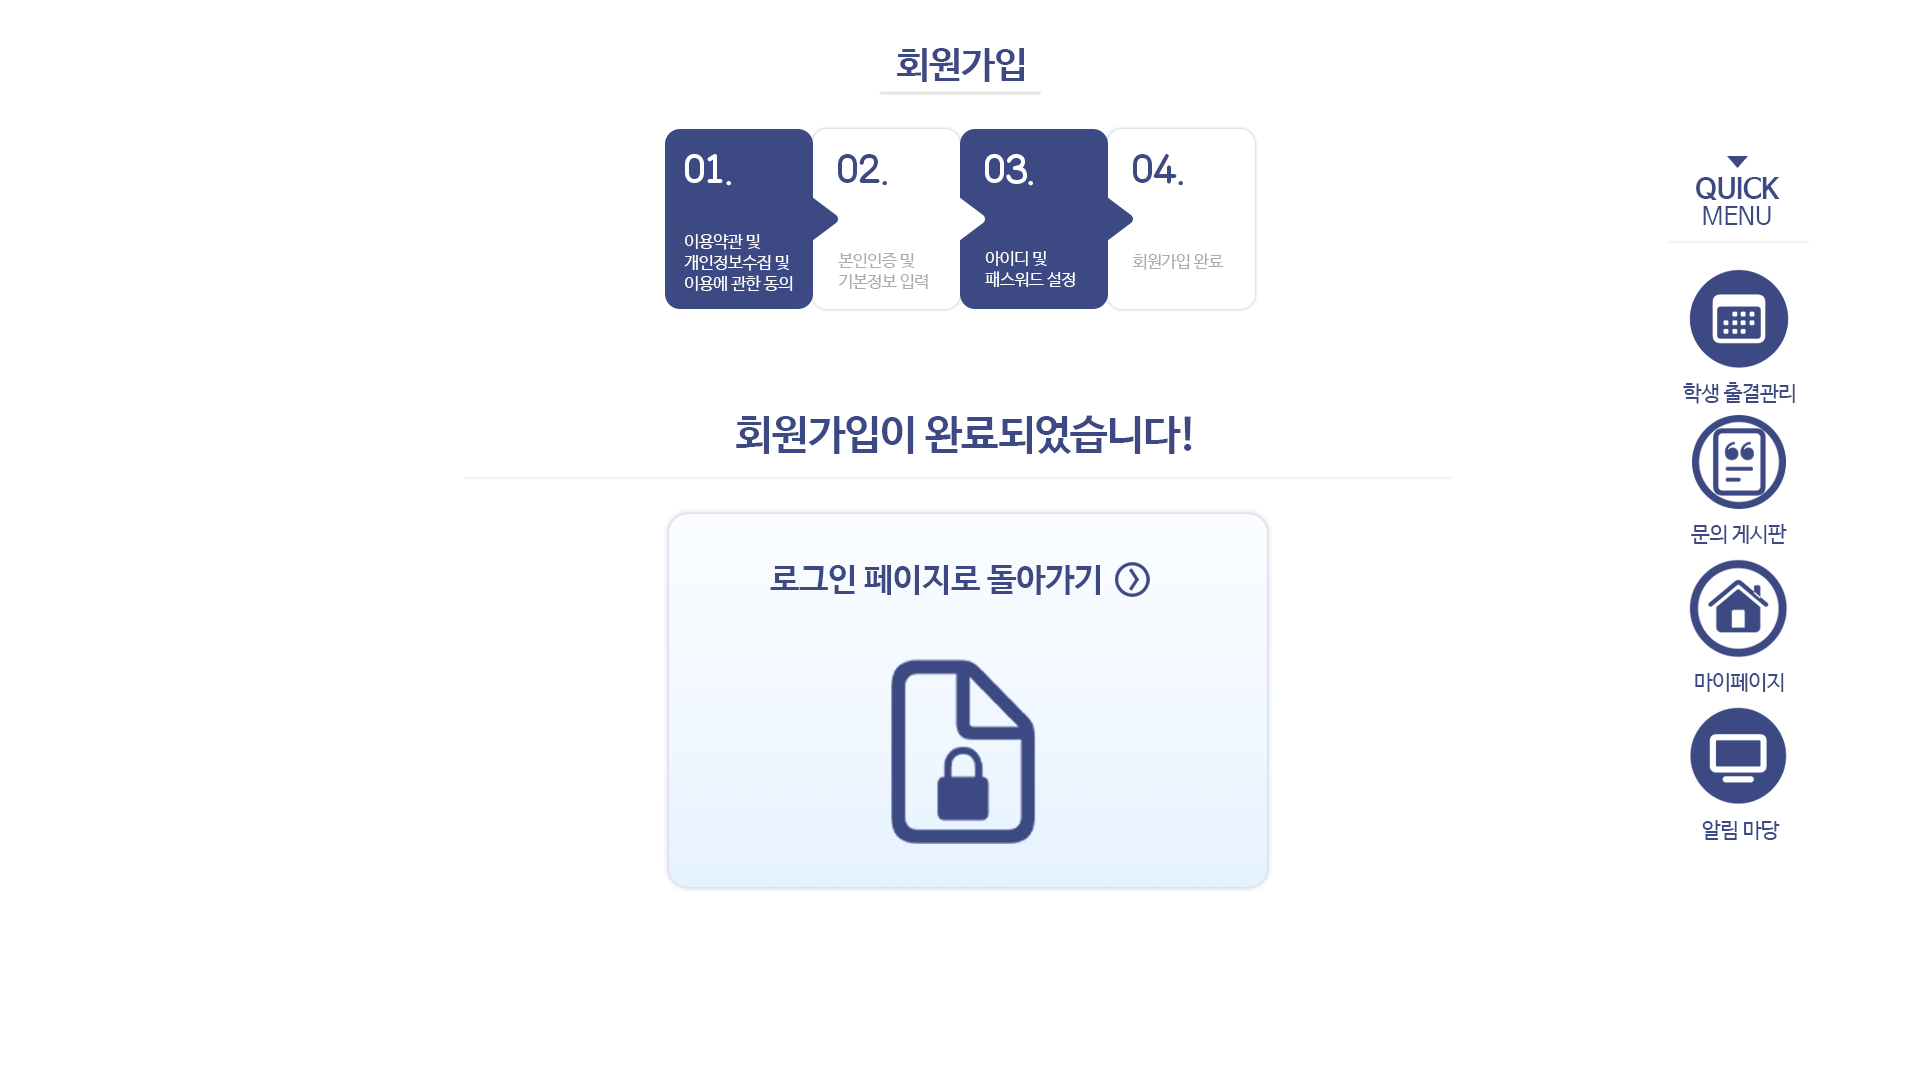 회원가입
01.
이용약관 및
개인정보수집 및
이용에 관한 동의
02.
본인인증 및
기본정보 입력
03.
아이디 및
패스워드 설정
04.
회원가입 완료
회원가입이 완료되었습니다!
로그인 페이지로 돌아가기
QUICK
MENU
학생 출결관리
문의 게시판
마이페이지
알림 마당